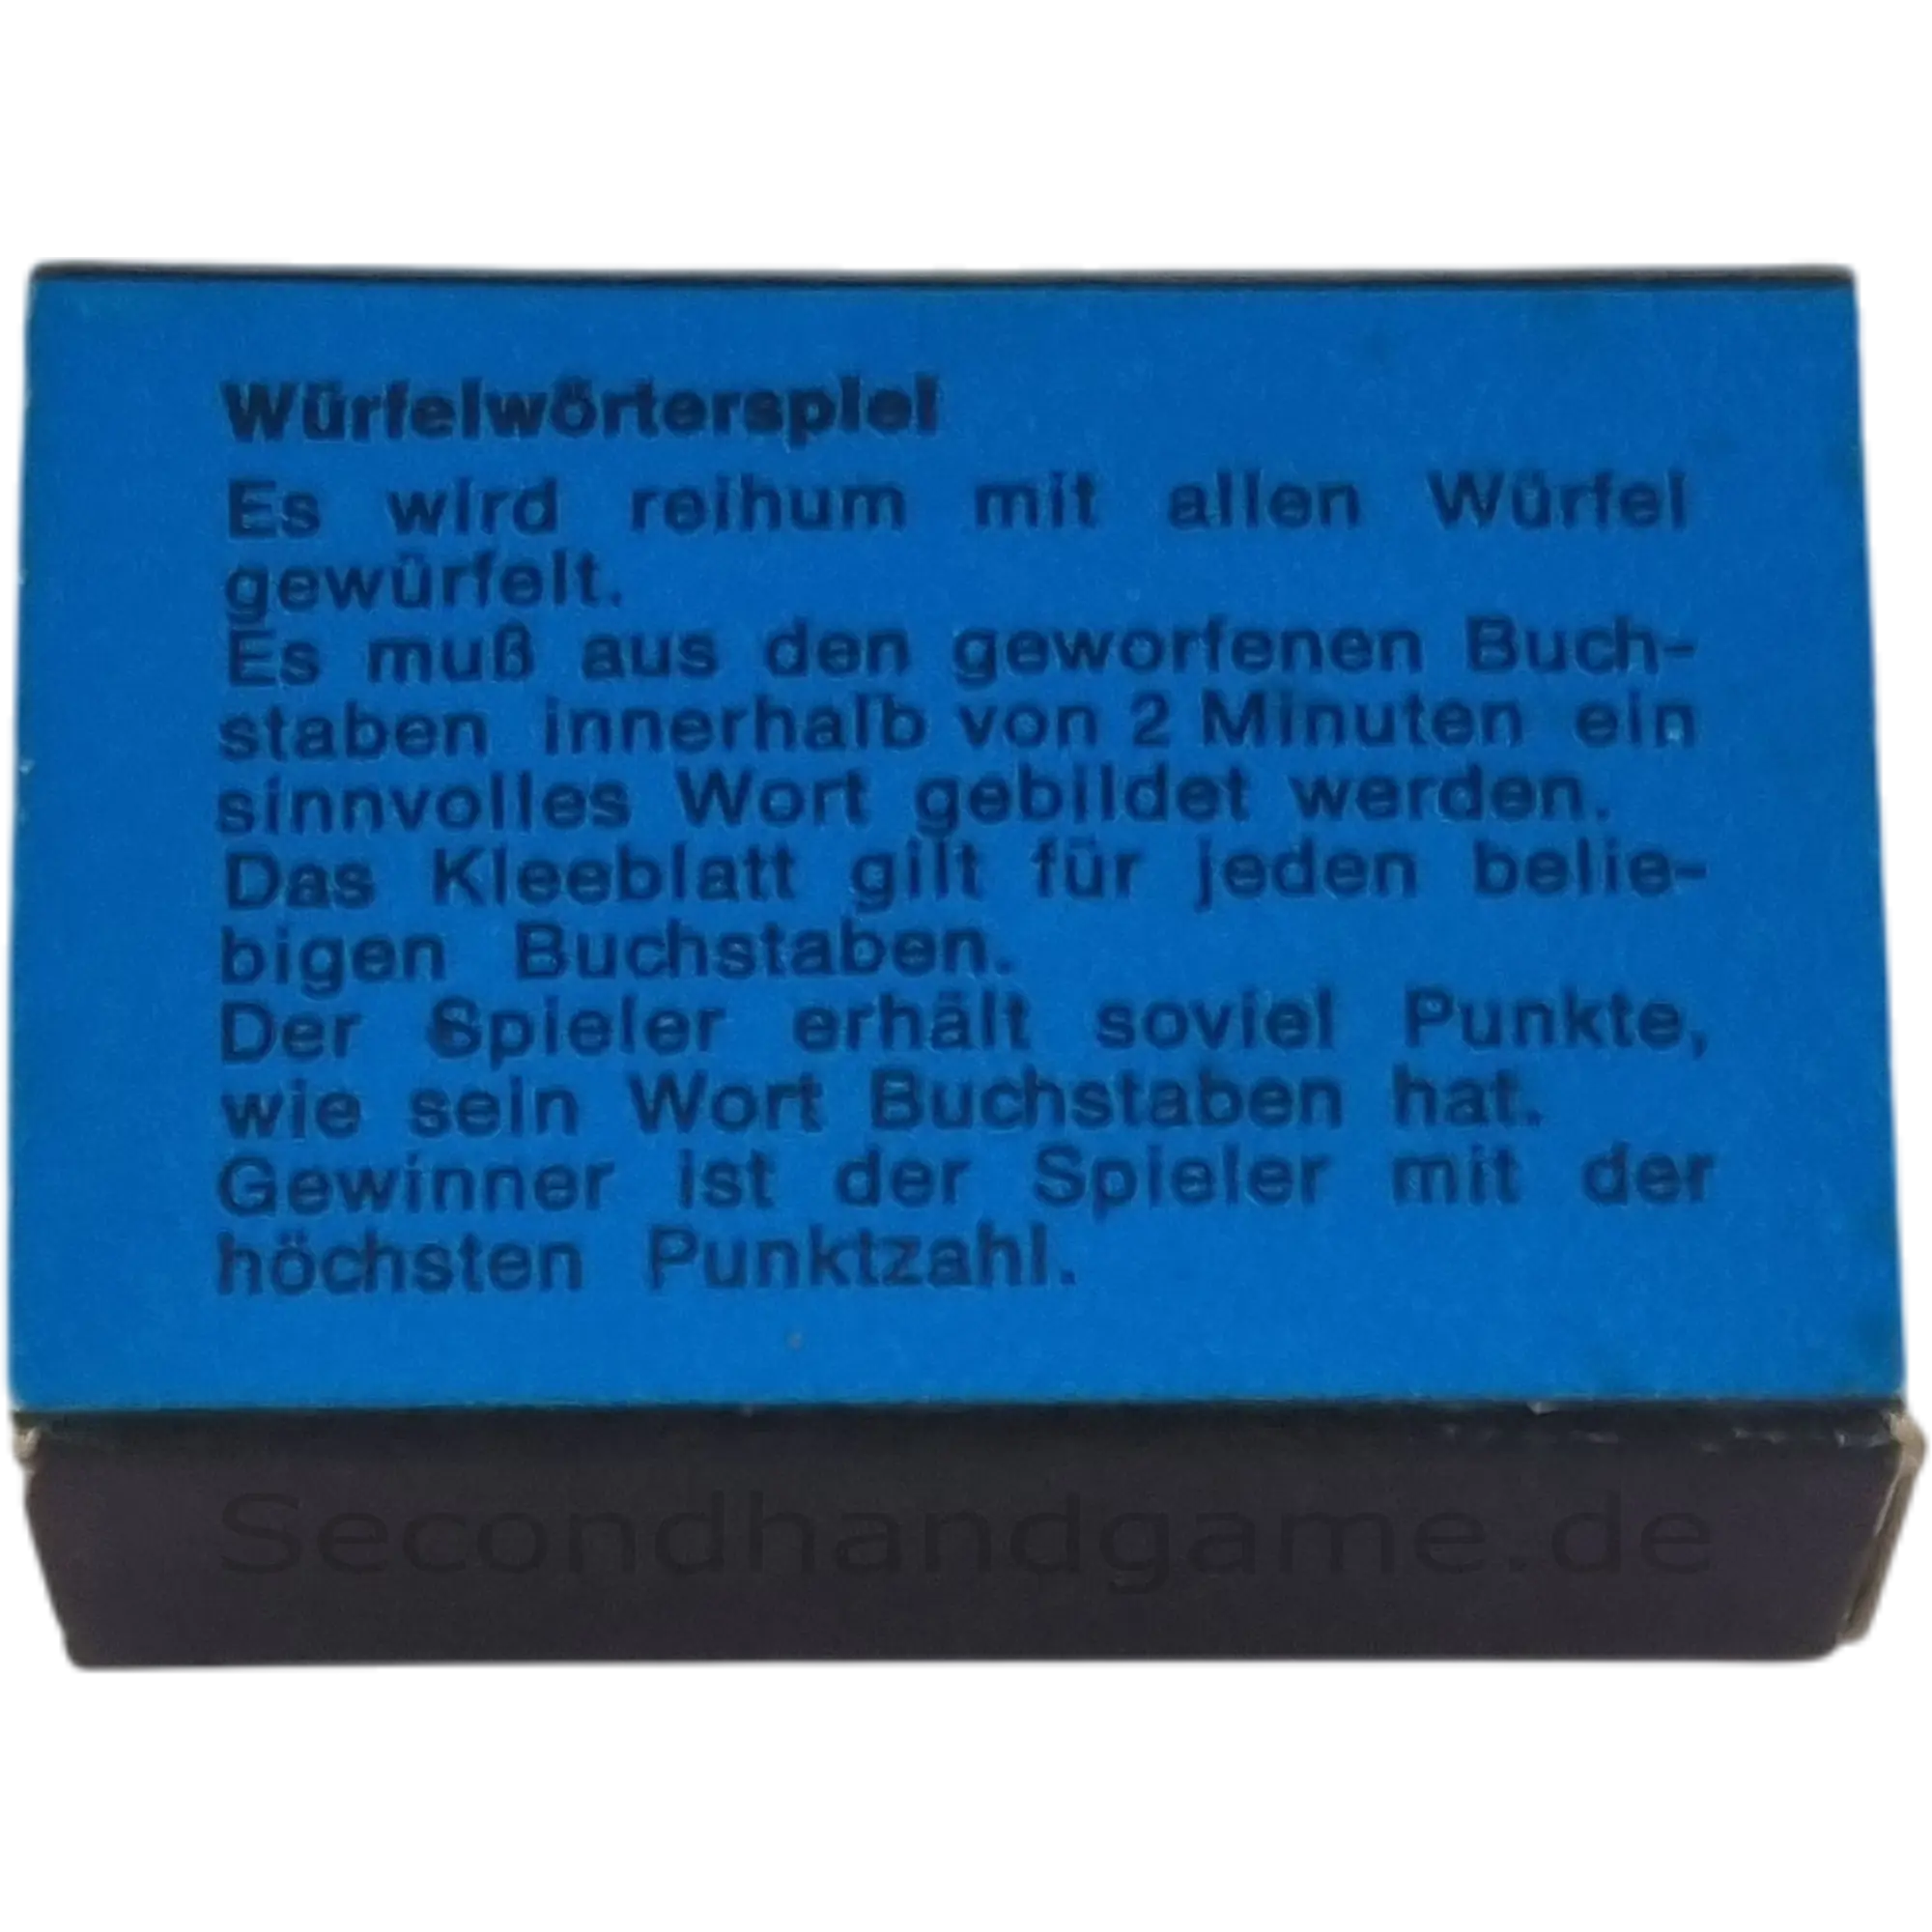 Würfelwörterspiel
Es wird reihum mit allen Würfel
gewürfelt.
Es muß aus den geworfenen Buch-
staben innerhalb von 2 Minuten ein
sinnvolles Wort gebildet werden.
Das Kleeblatt gilt für jeden belie-
bigen Buchstaben.
Der Spieler erhält soviel Punkte,
wie sein Wort Buchstaben hat.
Gewinner ist der Spieler mit der
höchsten Punktzahl.
Secondhandgame.de